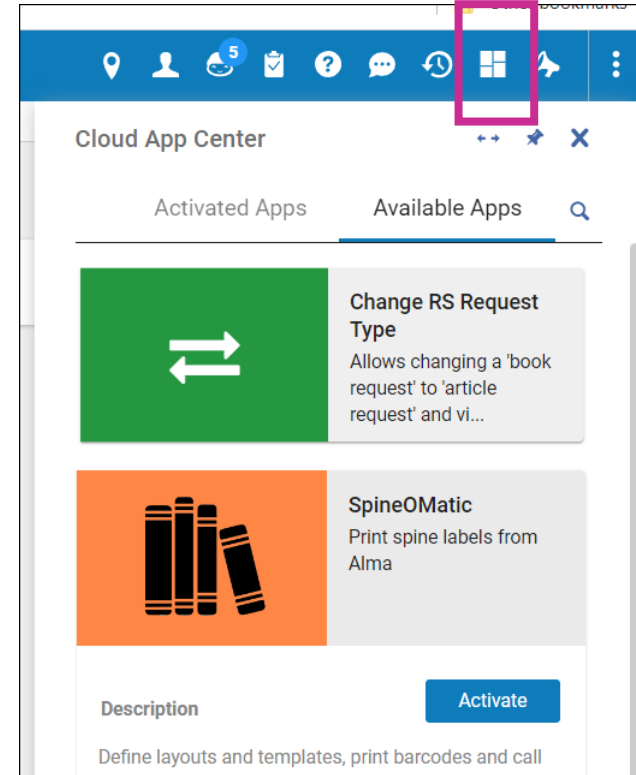 5
Cloud App Center
Activated Apps
Available Apps
Change RS Request
Type
Allows changing a 'book
request' to 'article
request' and vi...
SpineOMatic
Print spine labels from
Alma
Description
Activate
Define layouts and templates, print barcodes and call